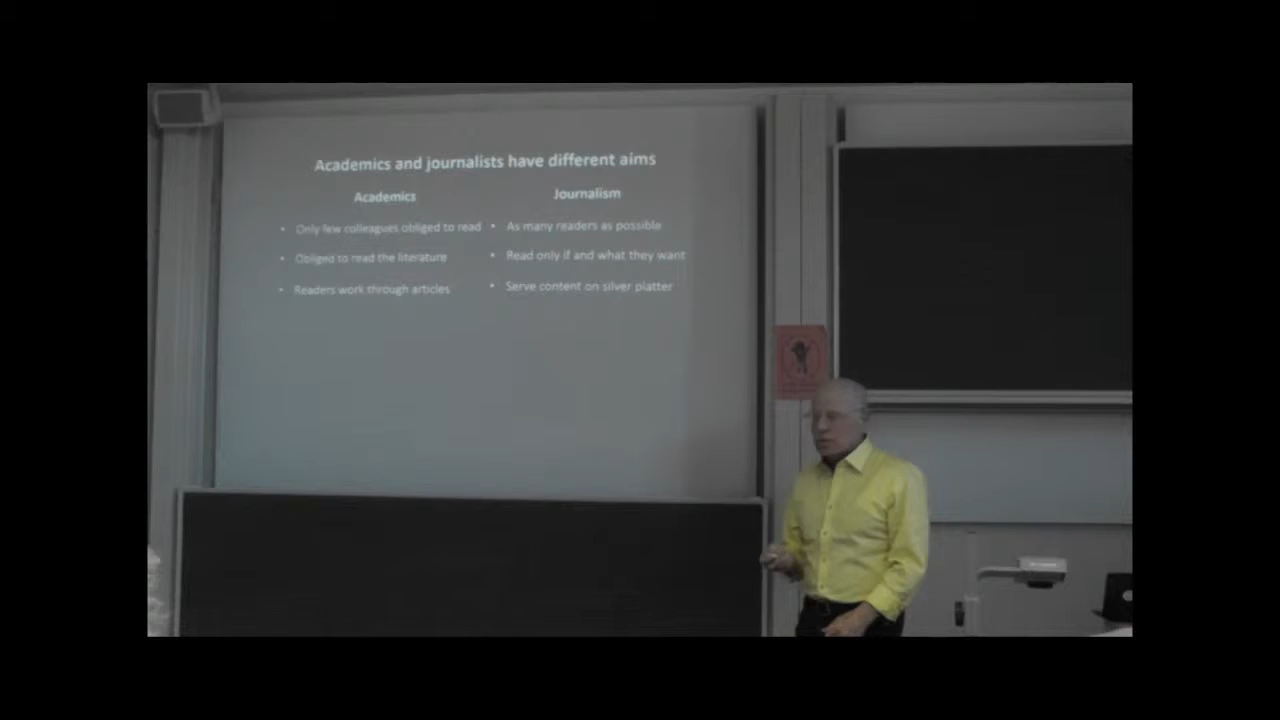 Academics and journalists have different aims
Academics
• Only few colleagues obliged to read
• Obliged to read the literature
• Readers work through articles
Journalism
• As many readers as possible
• Read only if and what they want
• Serve content on silver platter